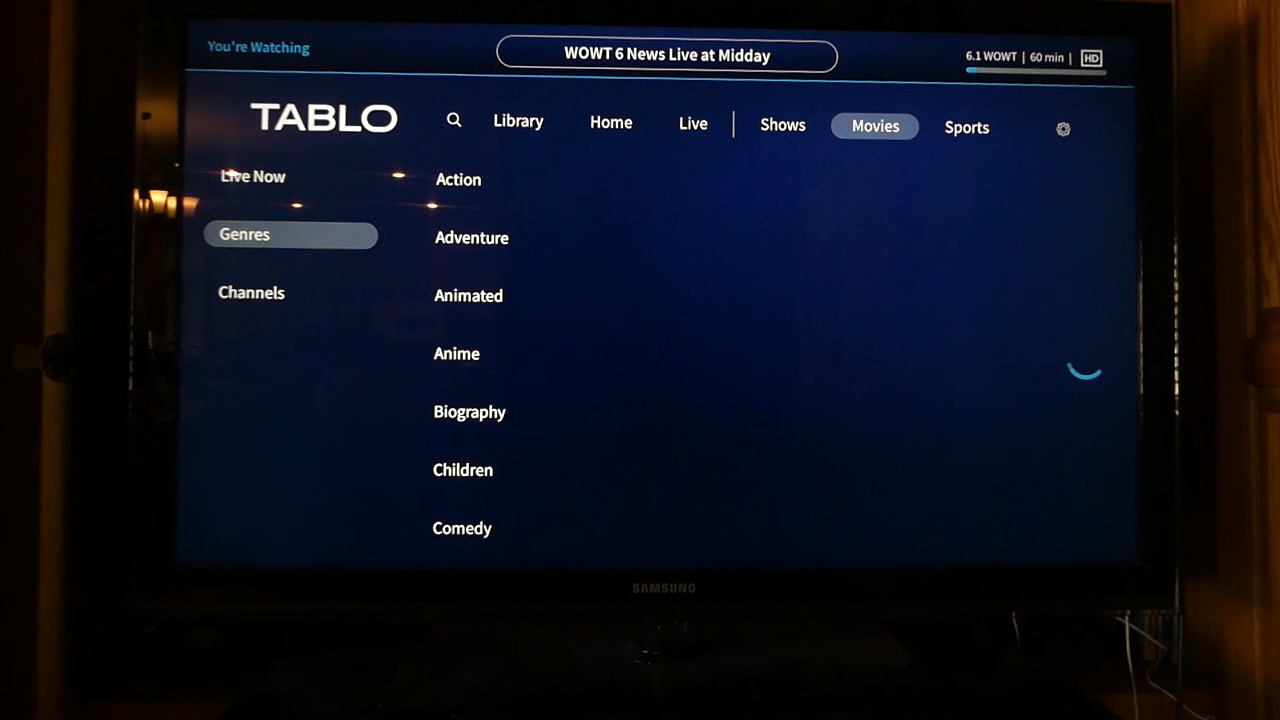 You're Watching
WOWT 6 News Live at Midday
6.1 WOWT | 60 min | HD
TABLO
Library
Home
Live
Shows
Movies
Sports
Live Now
Genres
Channels
Action
Adventure
Animated
Anime
Biography
Children
Comedy
SAMSUNG